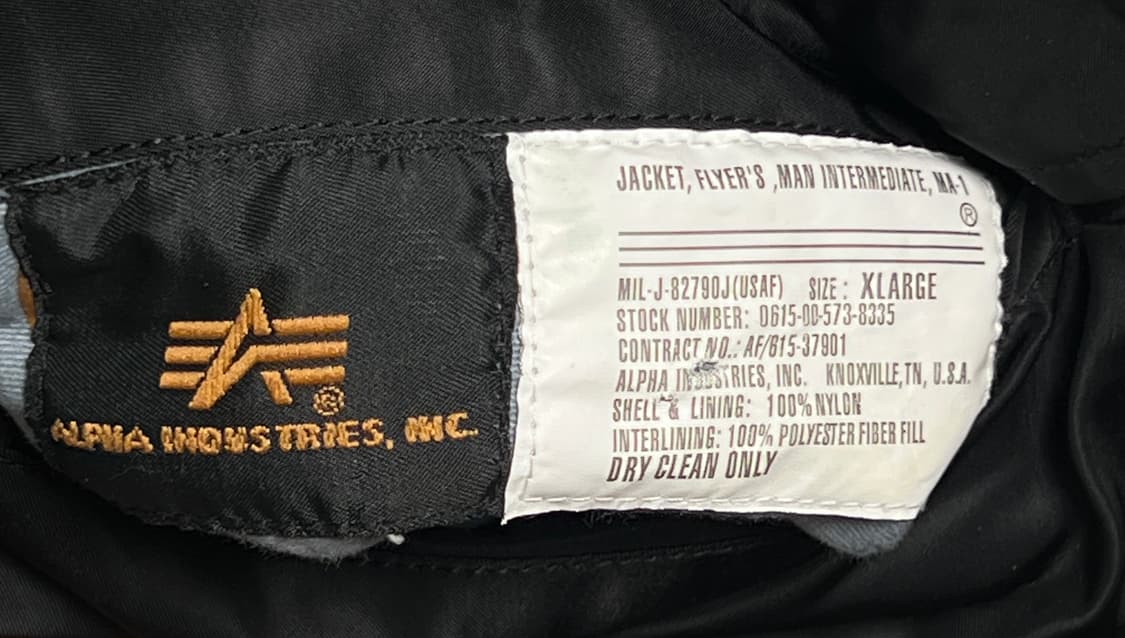 ALPHA INDUSTRIES, INC.
®
JACKET, FLYER'S ,MAN INTERMEDIATE, MA-1
®
MIL-J-82790J(USAF) SIZE: XLARGE
STOCK NUMBER: 0615-00-573-8335
CONTRACT NO.: AF/615-37901
ALPHA INDUSTRIES, INC. KNOXVILLE,TN, U.S.A.
SHELL & LINING: 100% NYLON
INTERLINING: 100% POLYESTER FIBER FILL
DRY CLEAN ONLY